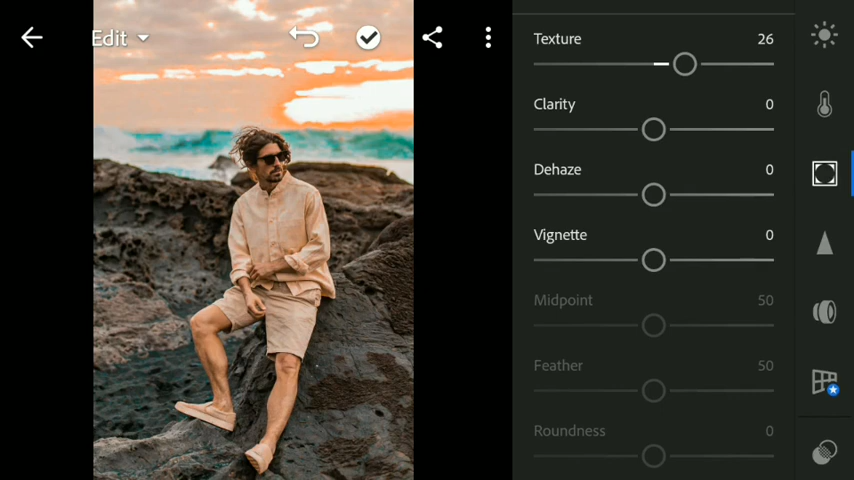 Edit
Texture 26
Clarity 0
Dehaze 0
Vignette 0
Midpoint 50
Feather 50
Roundness 0